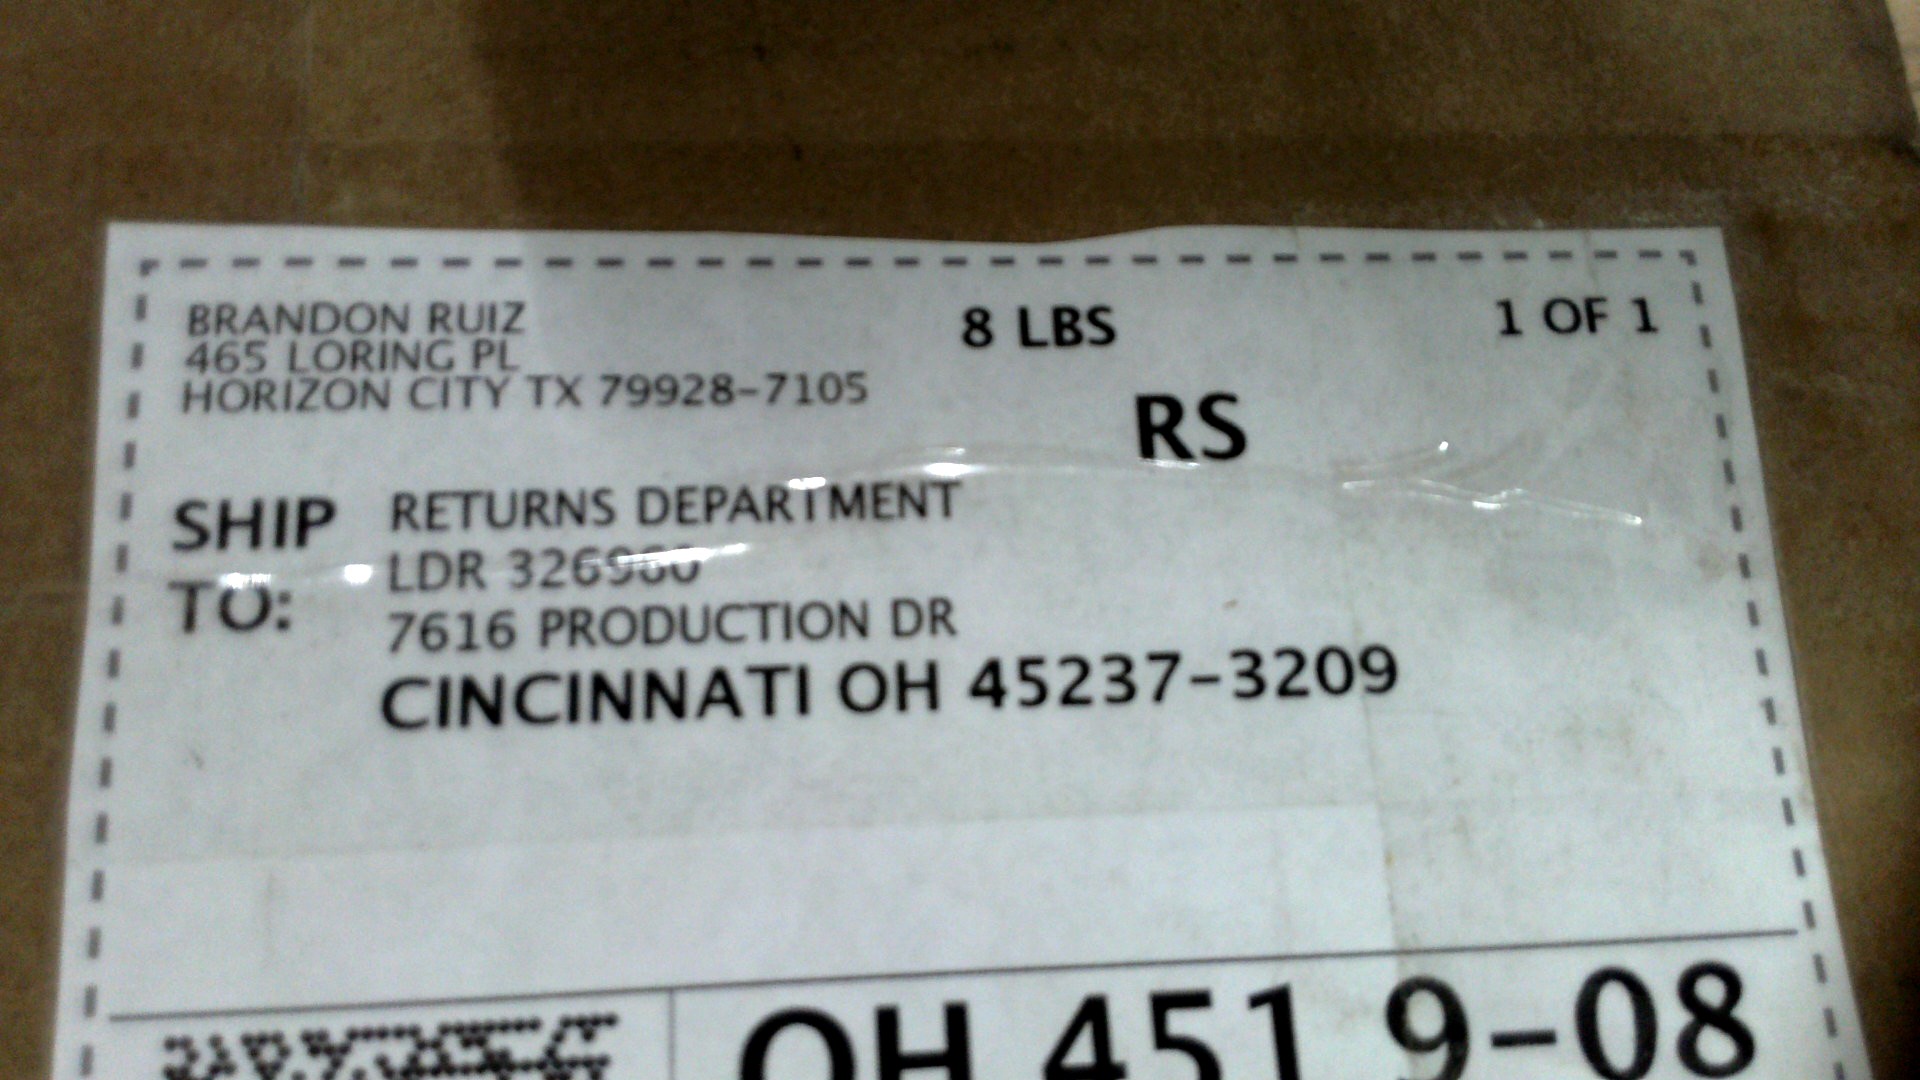 BRANDON RUIZ
465 LORING PL
HORIZON CITY TX 79928-7105
8 LBS
1 OF 1
RS
SHIP TO:
RETURNS DEPARTMENT
LDR
7616 PRODUCTION DR
CINCINNATI OH 45237-3209
OH 451 9-08